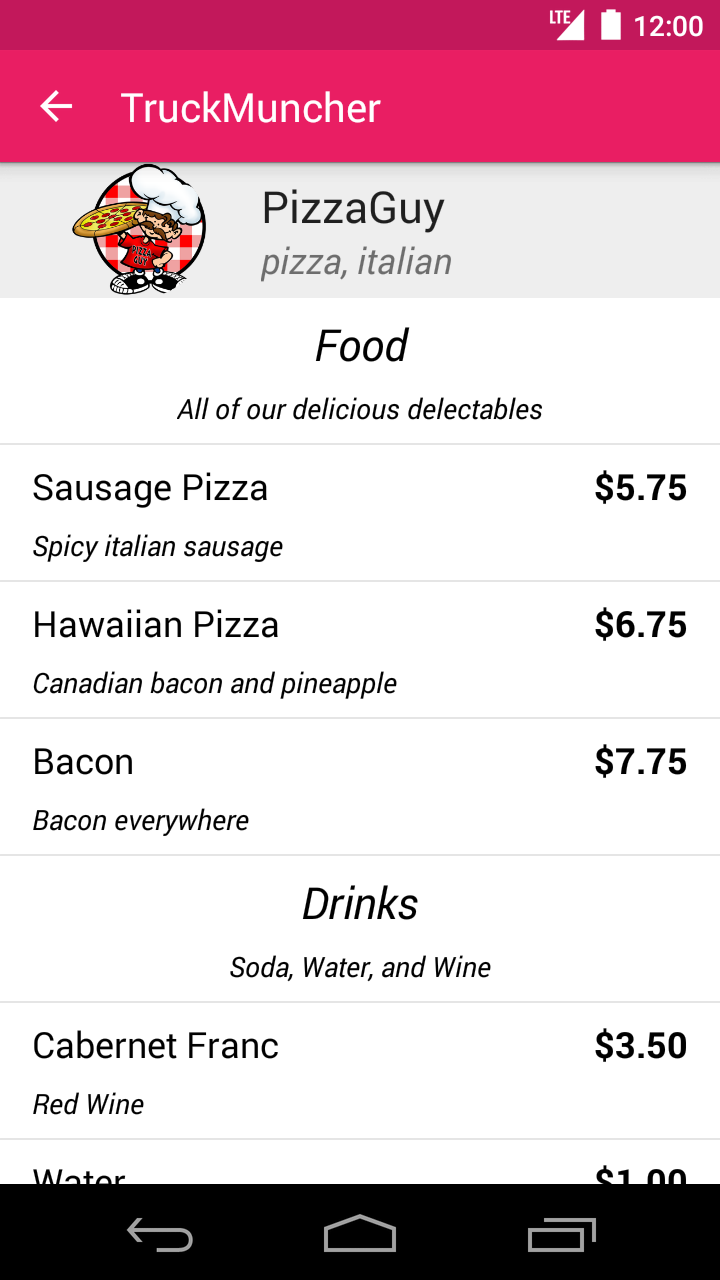 LTE 12:00
TruckMuncher
PIZZA
GUY
PizzaGuy
pizza, italian
Food
All of our delicious delectables
Sausage Pizza $5.75
Spicy italian sausage
Hawaiian Pizza $6.75
Canadian bacon and pineapple
Bacon $7.75
Bacon everywhere
Drinks
Soda, Water, and Wine
Cabernet Franc $3.50
Red Wine
Water $1.00